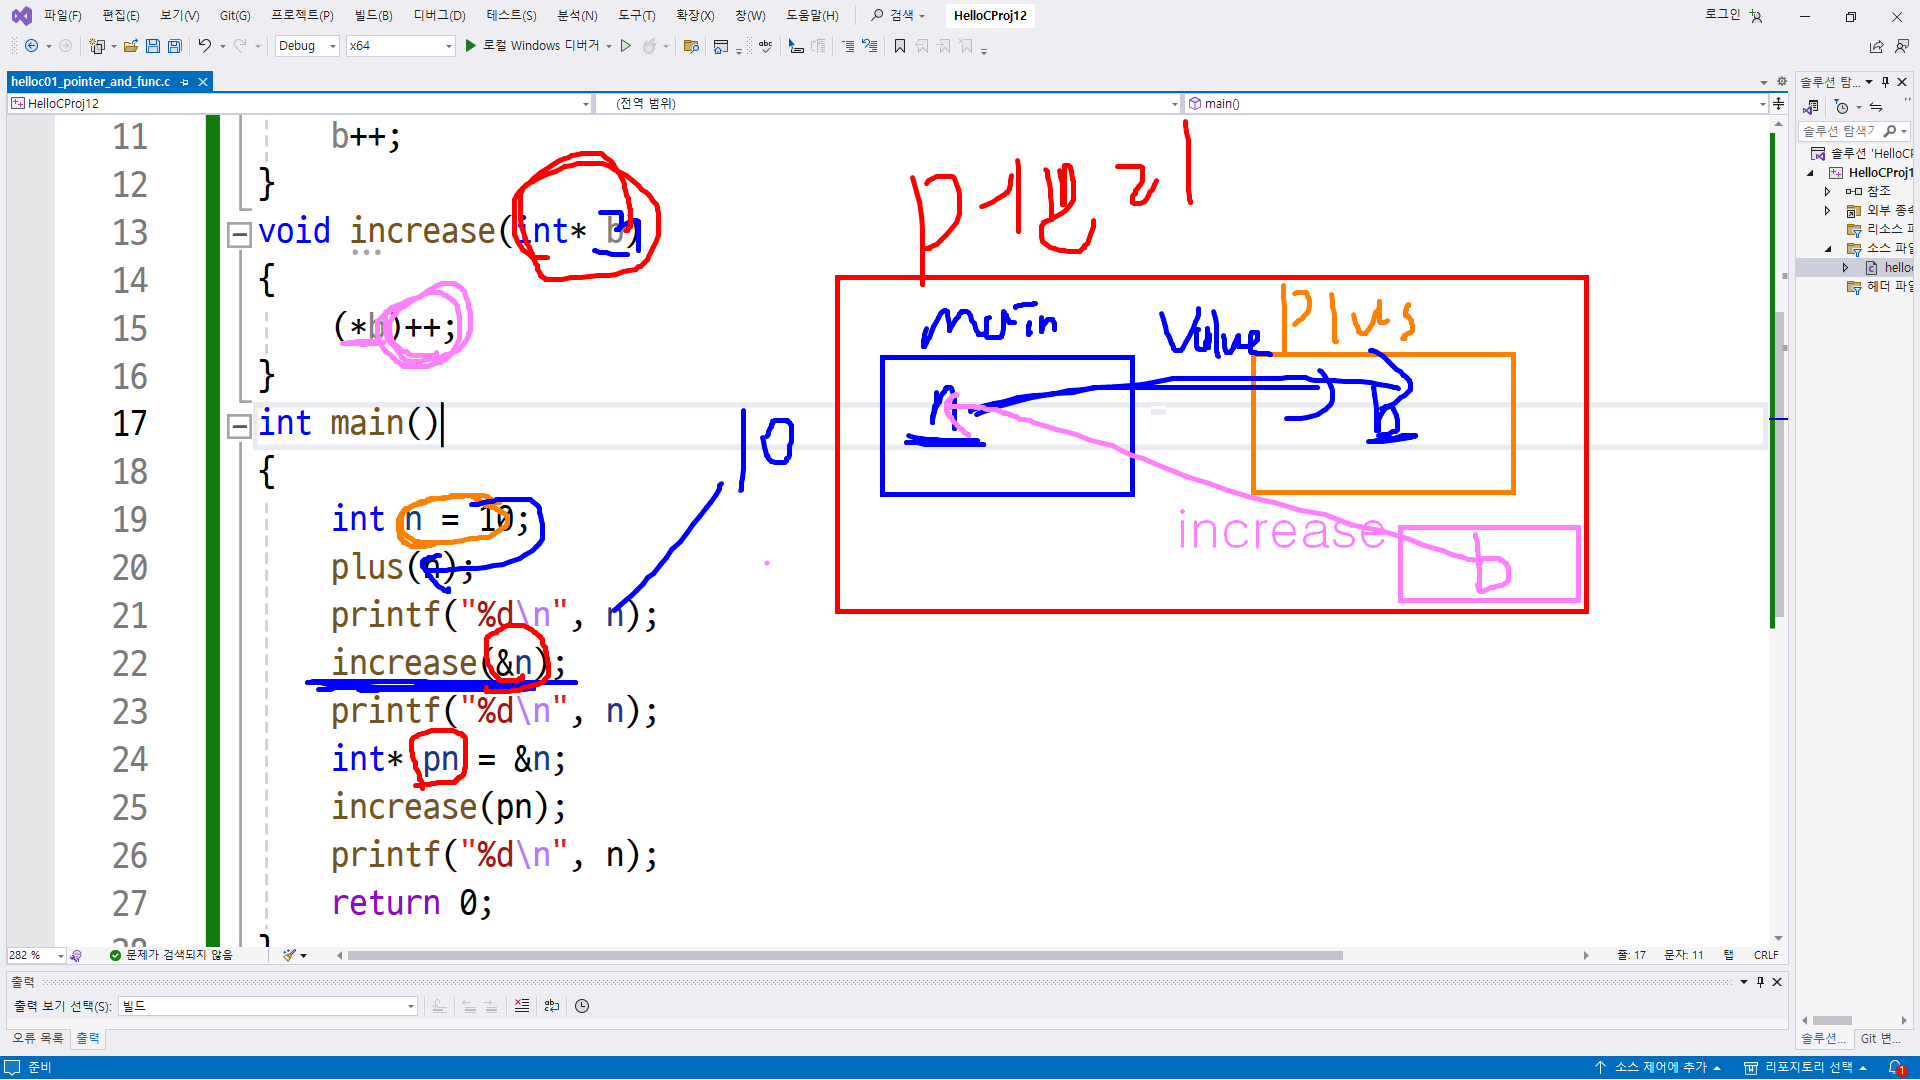 파일(F) 편집(E) 보기(V) Git(G) 프로젝트(P) 빌드(B) 디버그(D) 테스트(S) 분석(N) 도구(T) 확장(X) 창(W) 도움말(H) 검색 HelloCProj12 로그인
Debug x64 로컬 Windows 디버거
helloc01_pointer_and_func.c
HelloCProj12 (전역 범위) main()
11 b++;
12 }
13 void increase(int* b)
14 {
15 (*b)++;
16 }
17 int main()
18 {
19 int n = 10;
20 plus(n);
21 printf("%d\n", n);
22 increase(&n);
23 printf("%d\n", n);
24 int* pn = &n;
25 increase(pn);
26 printf("%d\n", n);
27 return 0;
28 }
main
value
plus
n
b
10
increase
b
솔루션 탐...
솔루션 탐색기
솔루션 'HelloCP
HelloCProj1
참조
외부 종속
리소스 파
소스 파일
helloc
헤더 파일
282 % 문제가 검색되지 않음 줄: 17 문자: 11 탭 CRLF
출력
출력 보기 선택(S): 빌드
오류 목록 출력 솔루션... Git 변...
준비 소스 제어에 추가 리포지토리 선택 1